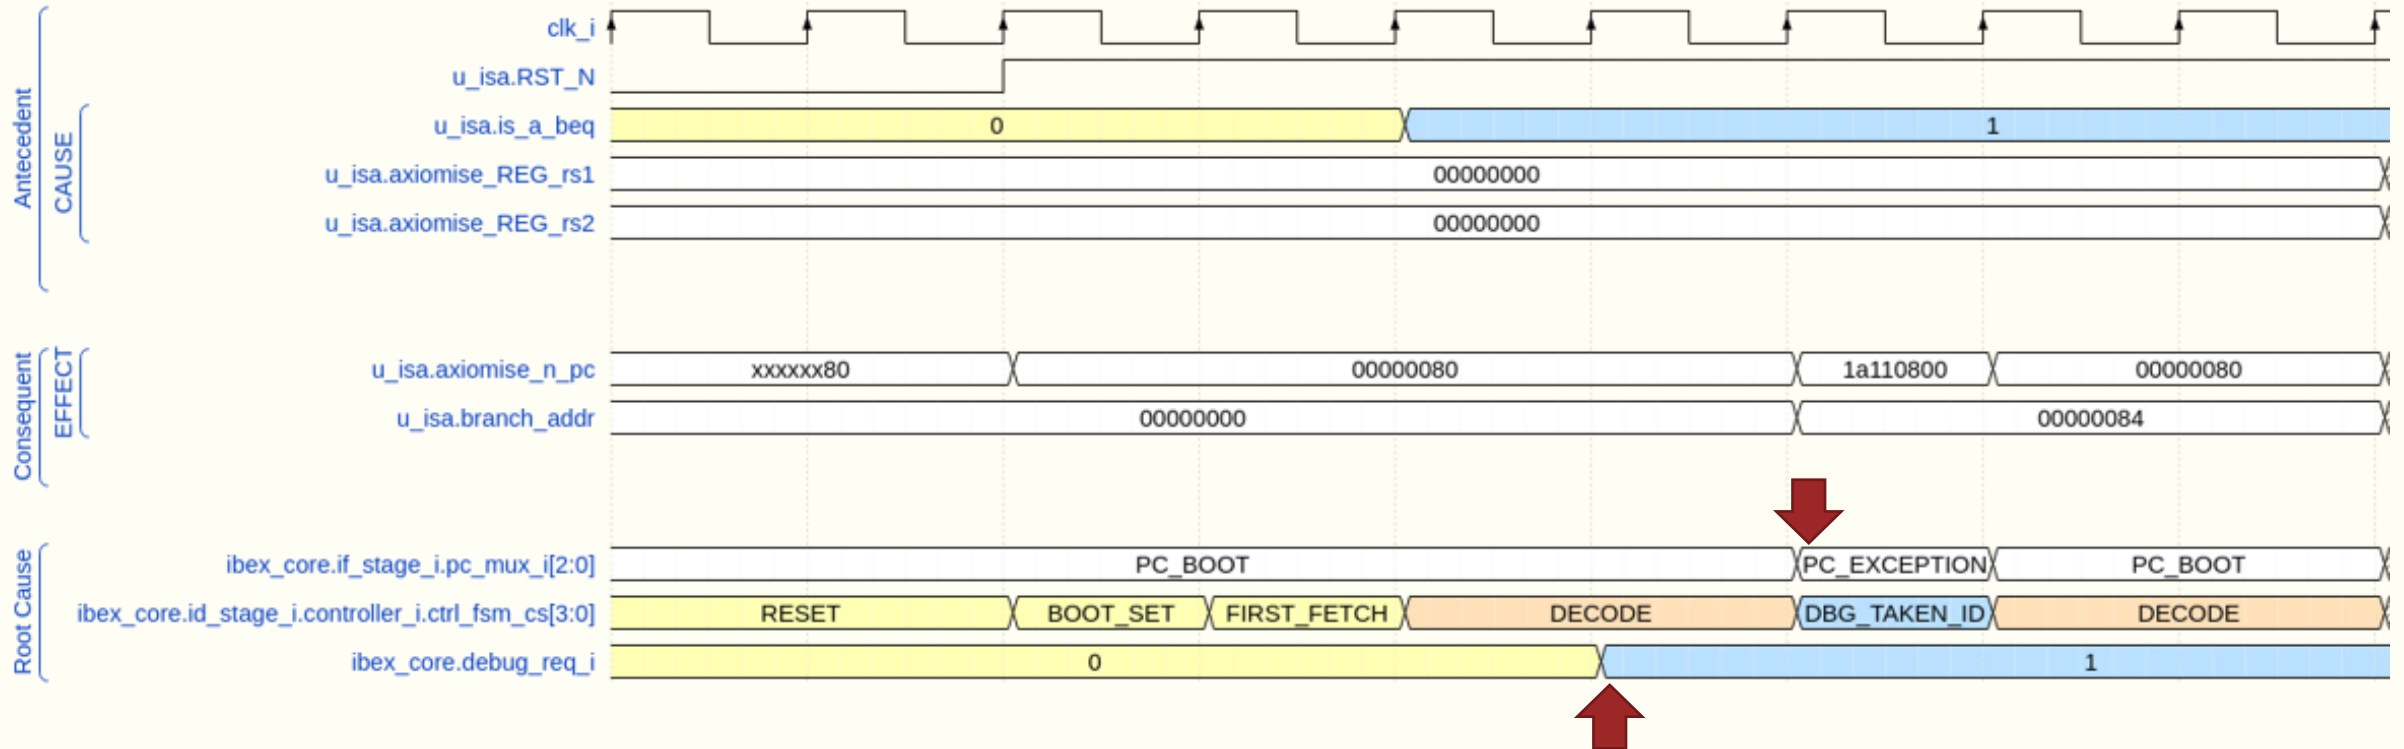 clk_i
u_isa.RST_N
u_isa.is_a_beq 0 1
u_isa.axiomise_REG_rs1 00000000
u_isa.axiomise_REG_rs2 00000000
Antecedent
CAUSE
u_isa.axiomise_n_pc xxxxxx80 00000080 1a110800 00000080
u_isa.branch_addr 00000000 00000084
Consequent
EFFECT
ibex_core.if_stage_i.pc_mux_i[2:0] PC_BOOT PC_EXCEPTION PC_BOOT
ibex_core.id_stage_i.controller_i.ctrl_fsm_cs[3:0] RESET BOOT_SET FIRST_FETCH DECODE DBG_TAKEN_ID DECODE
ibex_core.debug_req_i 0 1
Root Cause